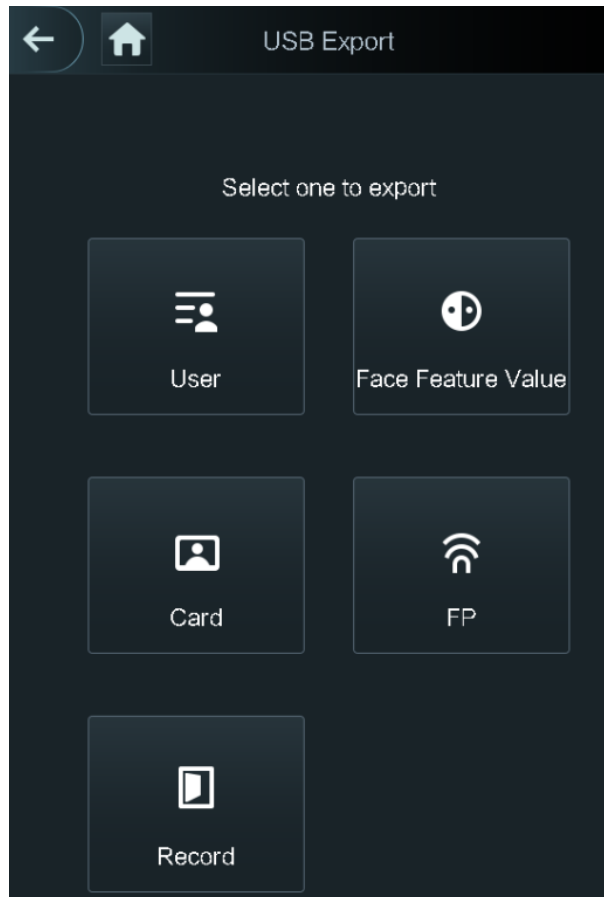 USB Export
Select one to export
User
Face Feature Value
Card
FP
Record